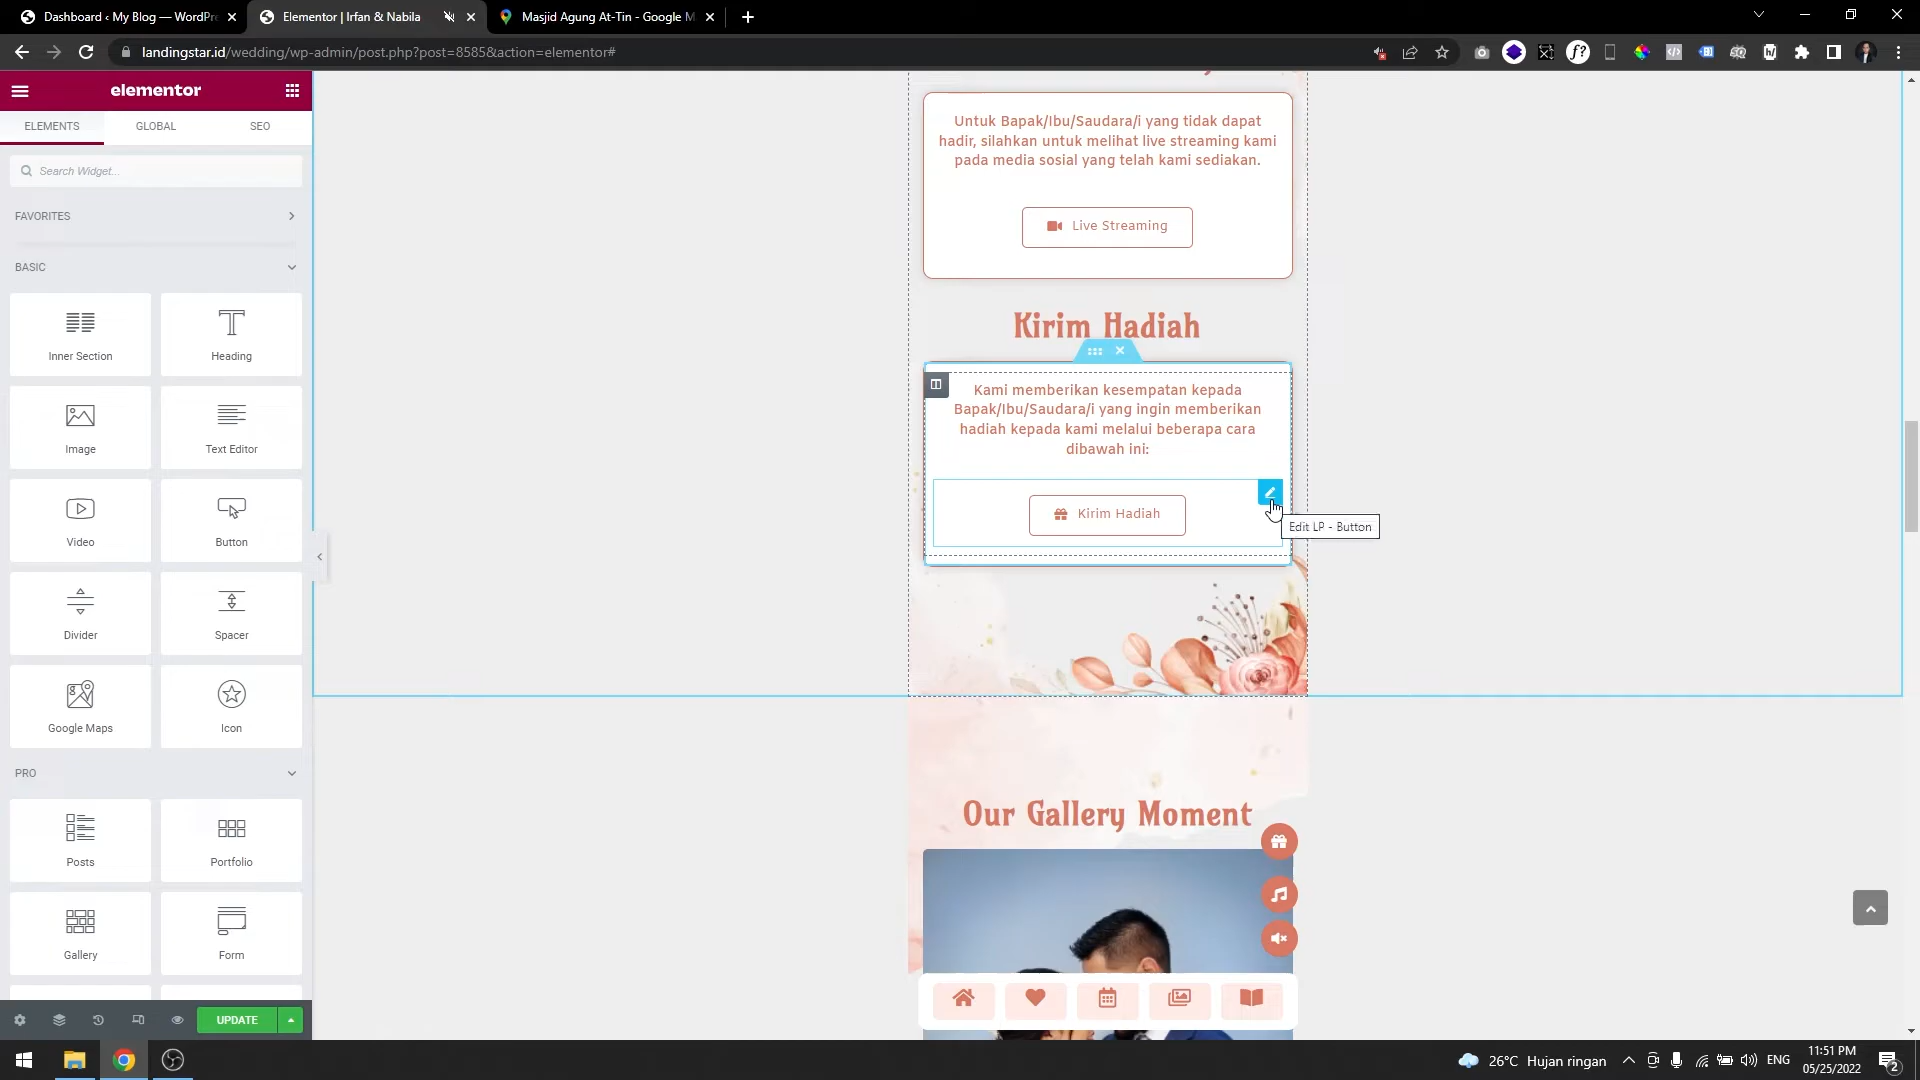 Dashboard ‹ My Blog — WordPre
Elementor | Irfan & Nabila
Masjid Agung At-Tin - Google M
landingstar.id/wedding/wp-admin/post.php?post=8585&action=elementor#
elementor
ELEMENTS
GLOBAL
SEO
Search Widget...
FAVORITES
BASIC
Inner Section
Heading
Image
Text Editor
Video
Button
Divider
Spacer
Google Maps
Icon
PRO
Posts
Portfolio
Gallery
Form
UPDATE
Untuk Bapak/Ibu/Saudara/i yang tidak dapat
hadir, silahkan untuk melihat live streaming kami
pada media sosial yang telah kami sediakan.
Live Streaming
Kirim Hadiah
Kami memberikan kesempatan kepada
Bapak/Ibu/Saudara/i yang ingin memberikan
hadiah kepada kami melalui beberapa cara
dibawah ini:
Kirim Hadiah
Edit LP - Button
Our Gallery Moment
26°C Hujan ringan
ENG
11:51 PM
05/25/2022
2